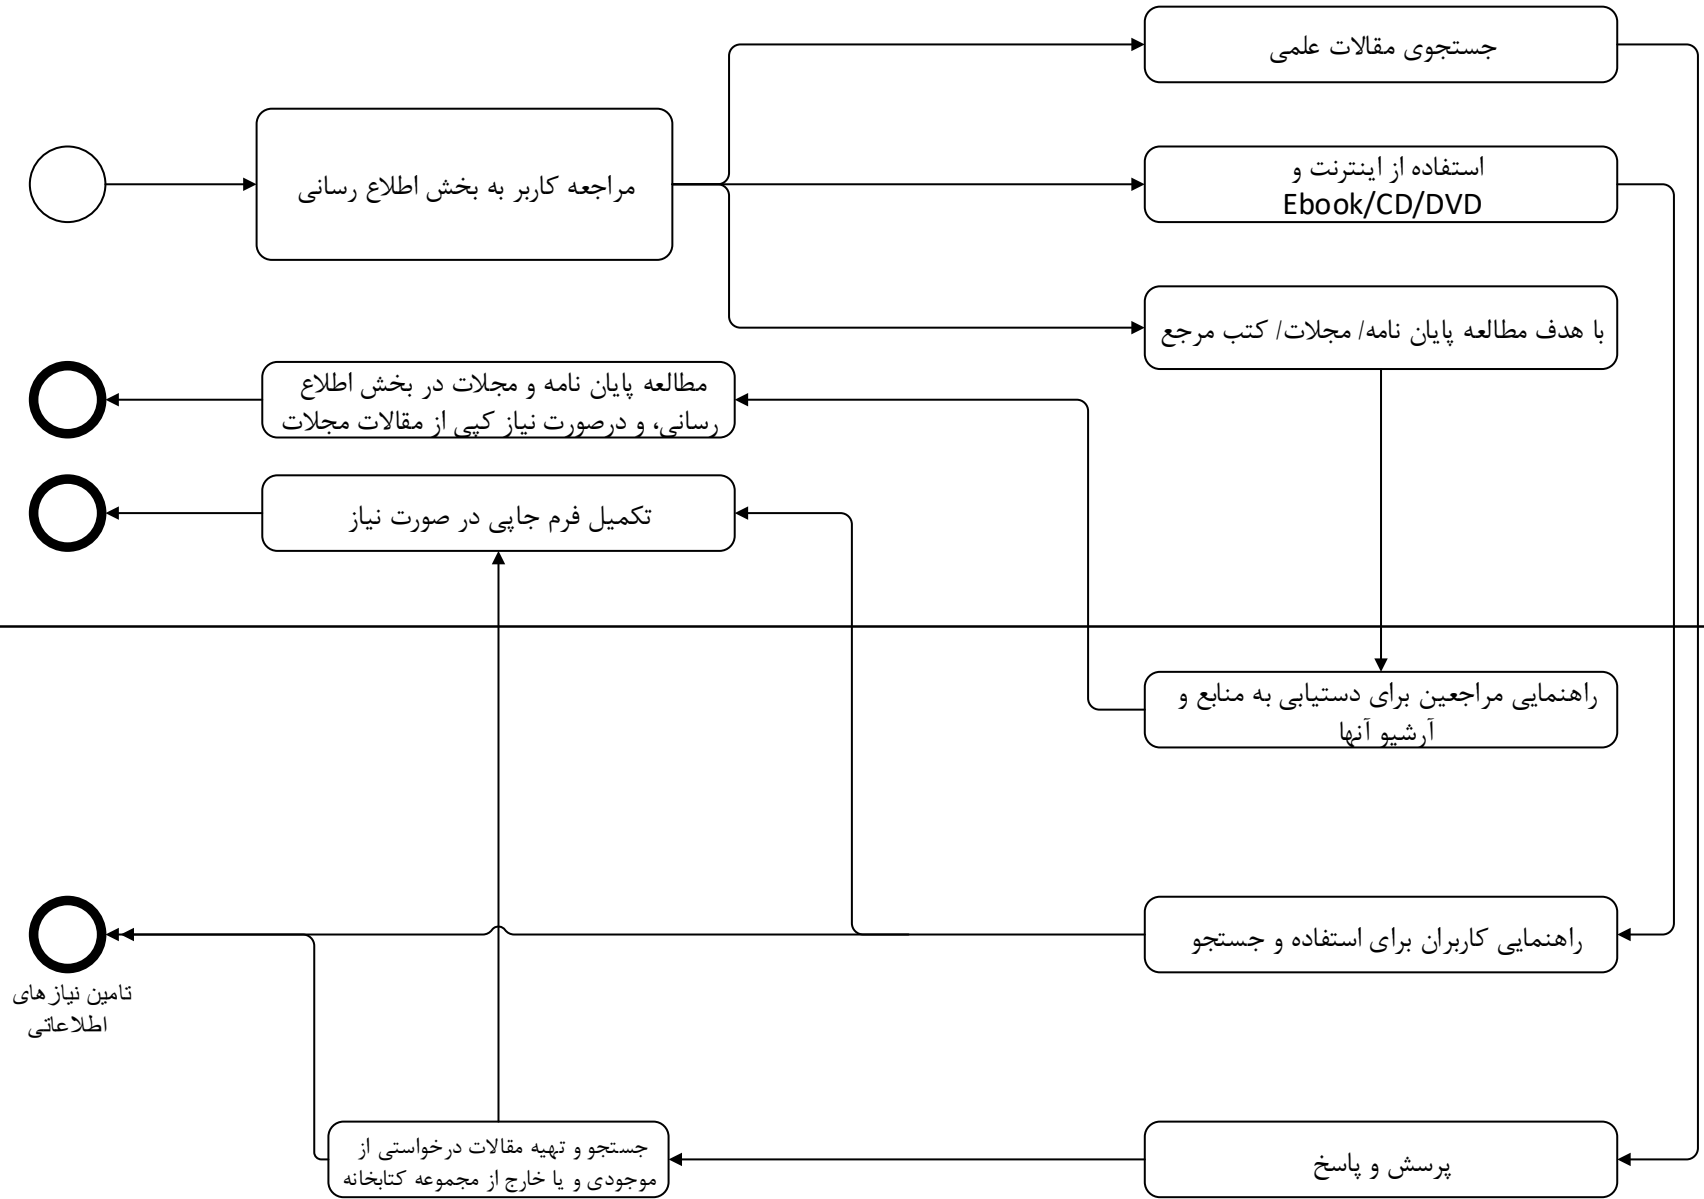 جستجوی مقالات علمی
مراجعه کاربر به بخش اطلاع رسانی
استفاده از اینترنت و
Ebook/CD/DVD
با هدف مطالعه پایان نامه/ مجلات/ کتب مرجع
مطالعه پایان نامه و مجلات در بخش اطلاع
رسانی، و درصورت نیاز کپی از مقالات مجلات
تکمیل فرم جاپی در صورت نیاز
راهنمایی مراجعین برای دستیابی به منابع و
آرشیو آنها
راهنمایی کاربران برای استفاده و جستجو
تامین نیازهای
اطلاعاتی
جستجو و تهیه مقالات درخواستی از
موجودی و یا خارج از مجموعه کتابخانه
پرسش و پاسخ